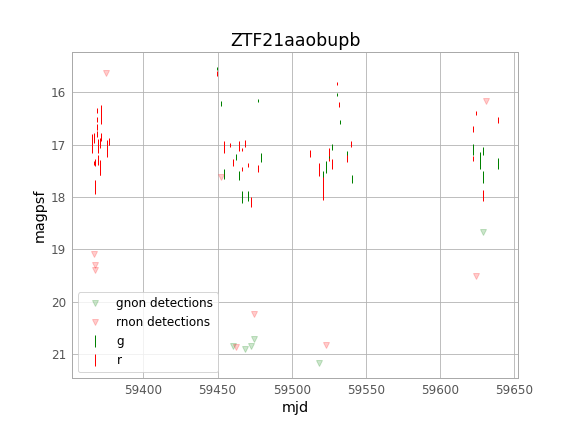 ZTF21aaobupb
16
17
18
19
20
21
magpsf
gnon detections
rnon detections
g
r
59400
59450
59500
59550
59600
59650
mjd